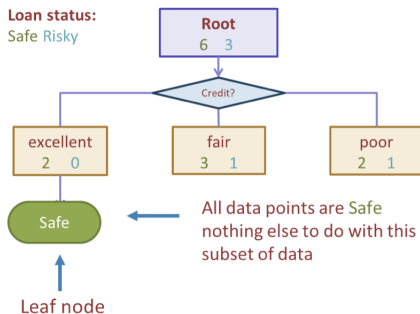 Loan status:
Safe Risky
Root
6 3
Credit?
excellent
2 0
fair
3 1
poor
2 1
Safe
All data points are Safe
nothing else to do with this
subset of data
Leaf node